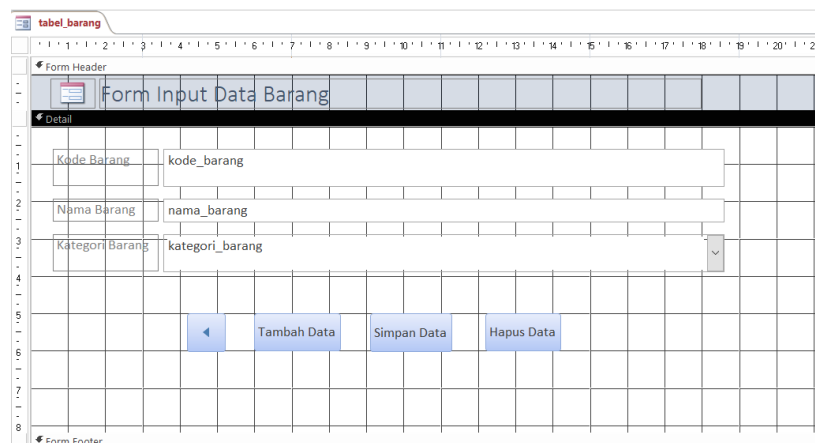 tabel_barang
1 2 3 4 5 6 7 8 9 10 11 12 13 14 15 16 17 18 19 20 2
Form Header
Form Input Data Barang
Detail
1
Kode Barang kode_barang
2
Nama Barang nama_barang
3
Kategori Barang kategori_barang
4
5
Tambah Data Simpan Data Hapus Data
6
7
8
Form Footer